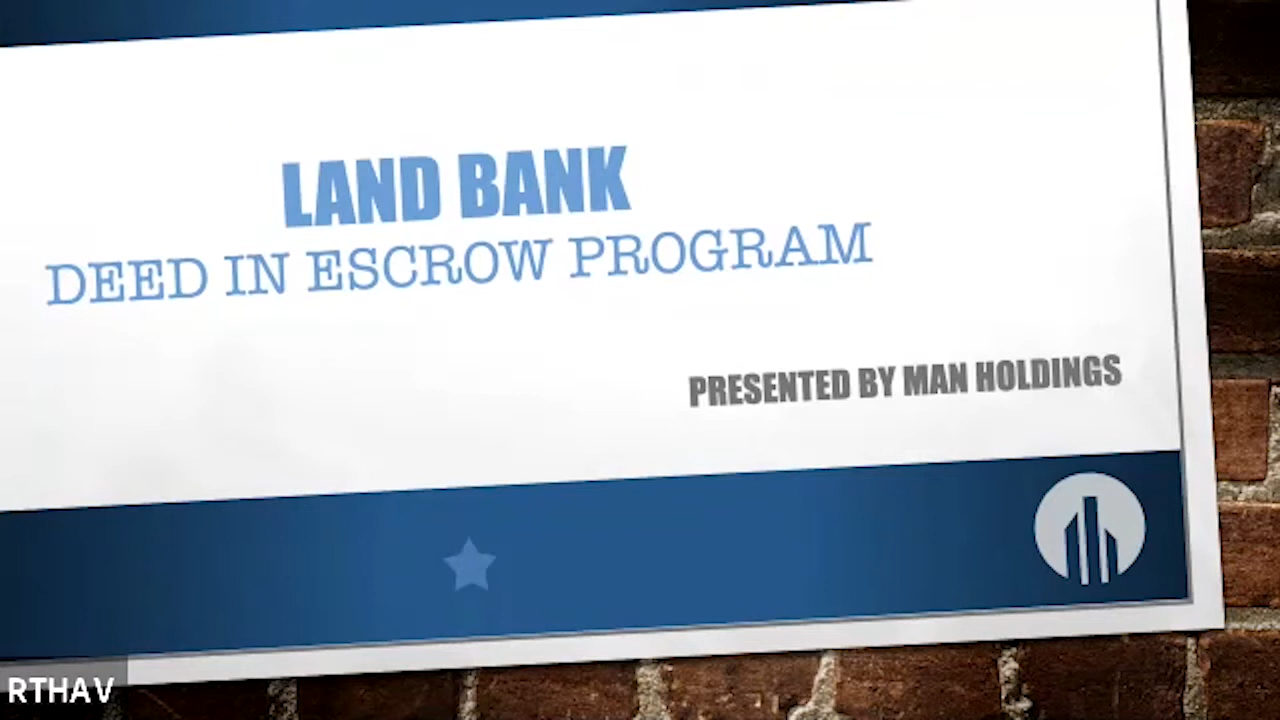 LAND BANK
DEED IN ESCROW PROGRAM
PRESENTED BY MAN HOLDINGS
RTHAV